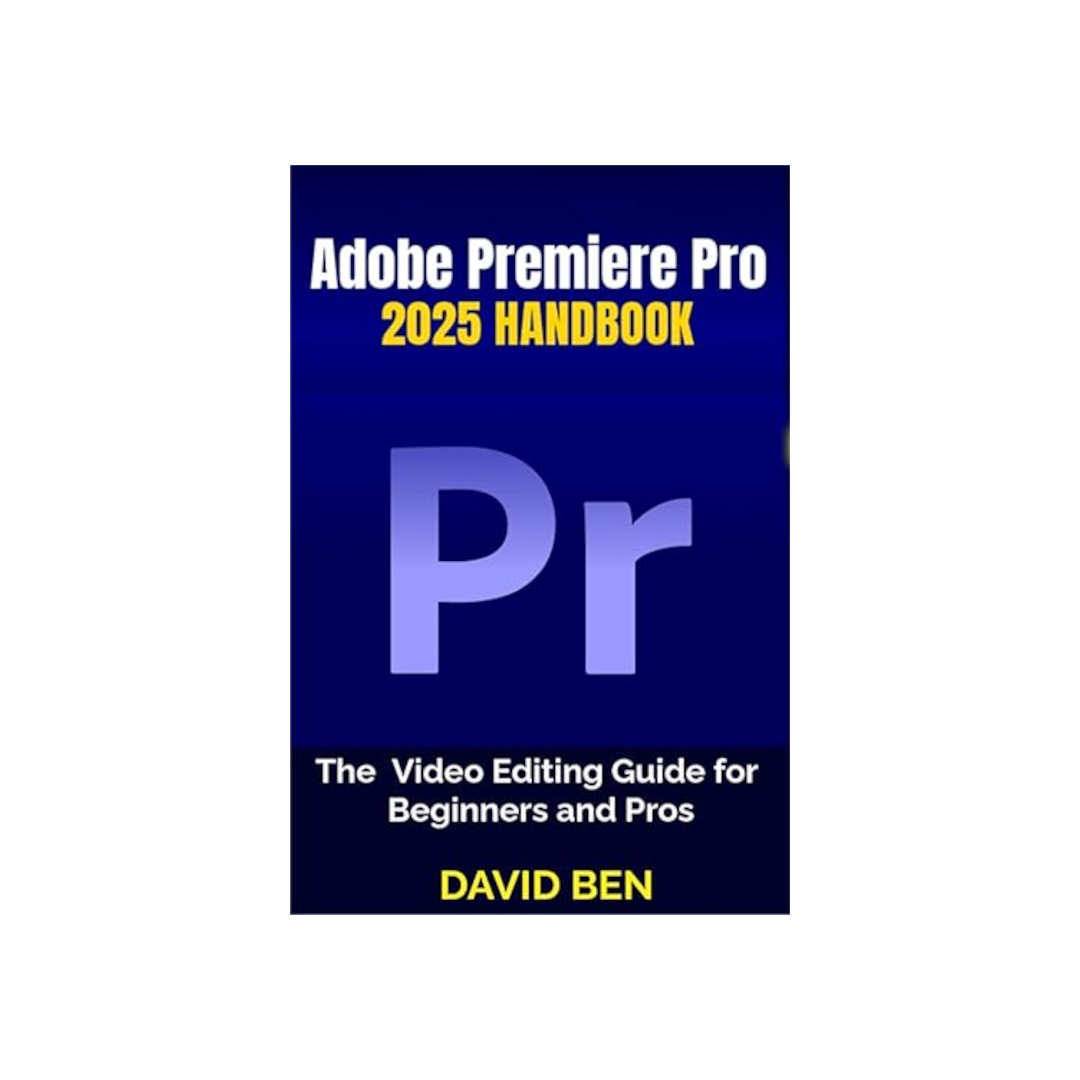 Adobe Premiere Pro
2025 HANDBOOK
Pr
The Video Editing Guide for
Beginners and Pros
DAVID BEN